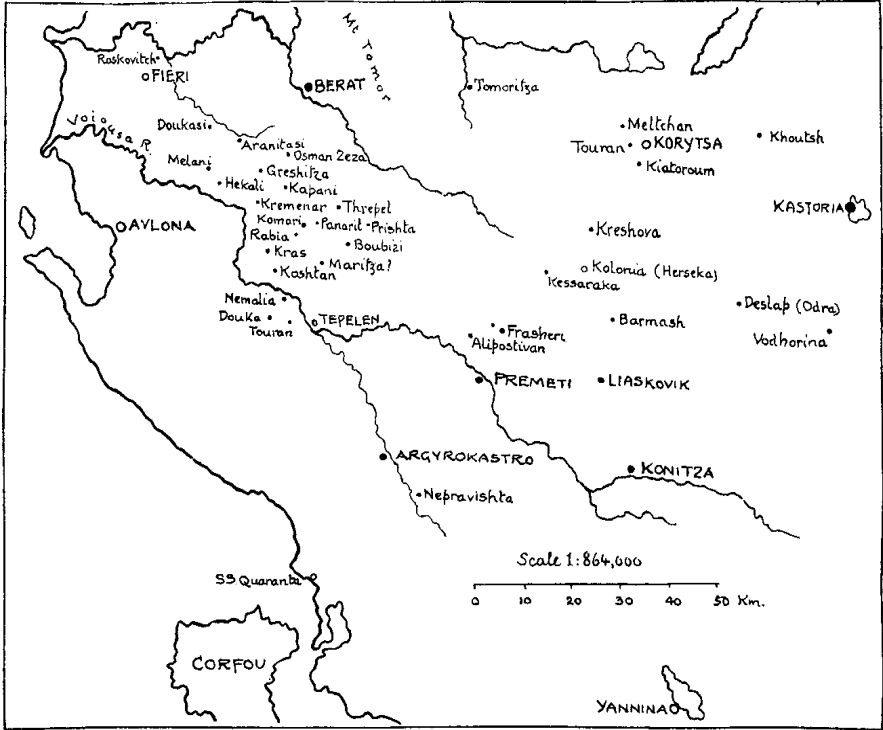 Mt Tomor
Roskovitch
FIERI
BERAT
Tomoritza
Voiousa R.
Doukasi
Aranitasi
Osman Zeza
Melani
Greshitza
Hekali
Kapani
Kremenar
Threpel
Komari
Panarit
Prishta
Rabia
Boubizi
Kras
Maritza?
Kashtan
AVLONA
Meltchan
Touran
KORYTSA
Khoutsh
Kiatoroum
KASTORIA
Kreshova
Kolonia (Herseka)
Kessaraka
Nemalia
Douka
Touran
TEPELEN
Deslap (Odra)
Barmash
Frasheri
Alipostivan
Vodhorina
PREMETI
LIASKOVIK
ARGYROKASTRO
KONITZA
Nepravishta
Scale 1:864,000
0 10 20 30 40 50 Km.
SS Quaranta
CORFOU
YANNINA